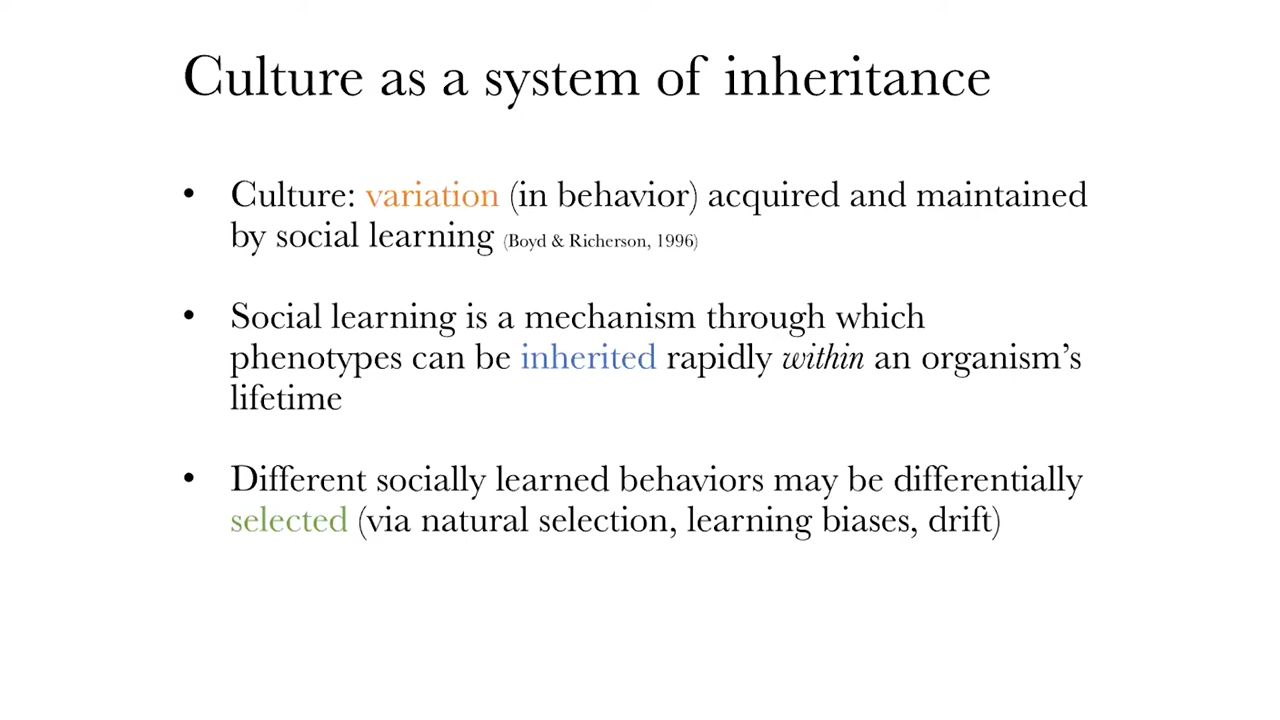 Culture as a system of inheritance
• Culture: variation (in behavior) acquired and maintained
by social learning (Boyd & Richerson, 1996)
• Social learning is a mechanism through which
phenotypes can be inherited rapidly within an organism’s
lifetime
• Different socially learned behaviors may be differentially
selected (via natural selection, learning biases, drift)